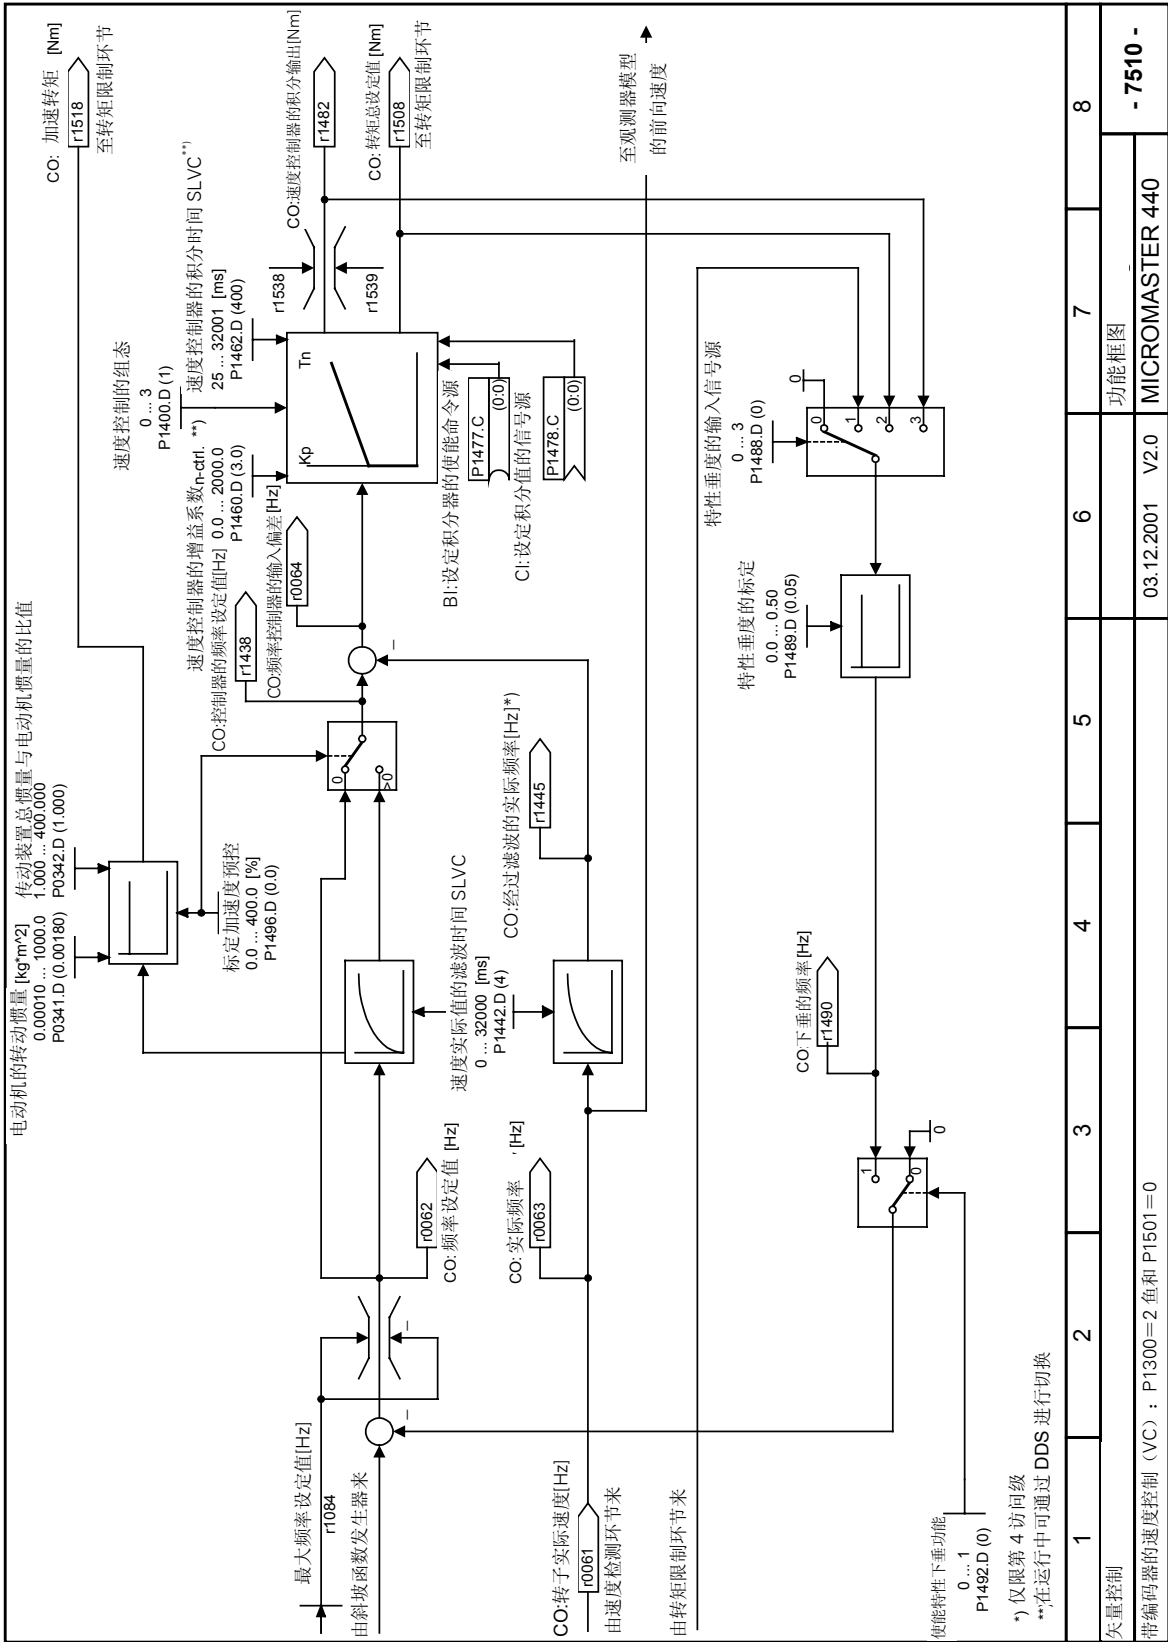 电动机的转动惯量 [kg*m^2]
0.00010 ... 1000.0
P0341.D (0.00180)
传动装置总惯量与电动机惯量的比值
1.000 ... 400.000
P0342.D (1.000)
CO: 加速转矩 [Nm]
r1518
至转矩限制环节
标定加速度预控
0.0 ... 400.0 [%]
P1496.D (0.0)
速度控制的组态
0 ... 3
P1400.D (1)
速度控制器的增益系数n-ctrl. **)
0.0 ... 2000.0
P1460.D (3.0)
速度控制器的积分时间 SLVC**)
25 ... 32001 [ms]
P1462.D (400)
CO:控制器的频率设定值[Hz]
r1438
CO:频率控制器的输入偏差[Hz]
r0064
r1538
r1539
CO:速度控制器的积分输出[Nm]
r1482
CO: 转矩总设定值 [Nm]
r1508
至转矩限制环节
Kp
Tn
0
>0
–
最大频率设定值[Hz]
r1084
由斜坡函数发生器来
–
–
r0062
CO: 频率设定值 [Hz]
速度实际值的滤波时间 SLVC
0 ... 32000 [ms]
P1442.D (4)
BI:设定积分器的使能命令源
P1477.C
(0:0)
CI:设定积分值的信号源
P1478.C
(0:0)
CO:转子实际速度[Hz]
r0061
由速度检测环节来
CO: 实际频率 [Hz]
r0063
CO:经过滤波的实际频率[Hz]*)
r1445
至观测器模型
的前向速度
由转矩限制环节来
特性垂度的输入信号源
0 ... 3
P1488.D (0)
0
0
1
2
3
特性垂度的标定
0.0 ... 0.50
P1489.D (0.05)
CO:下垂的频率[Hz]
r1490
1
0
0
使能特性下垂功能
0 ... 1
P1492.D (0)
*) 仅限第 4 访问级
**)在运行中可通过 DDS 进行切换
1
2
3
4
5
6
7
8
矢量控制
功能框图
- 7510 -
带编码器的速度控制（VC）：P1300＝2 鱼和 P1501＝0
03.12.2001
V2.0
MICROMASTER 440